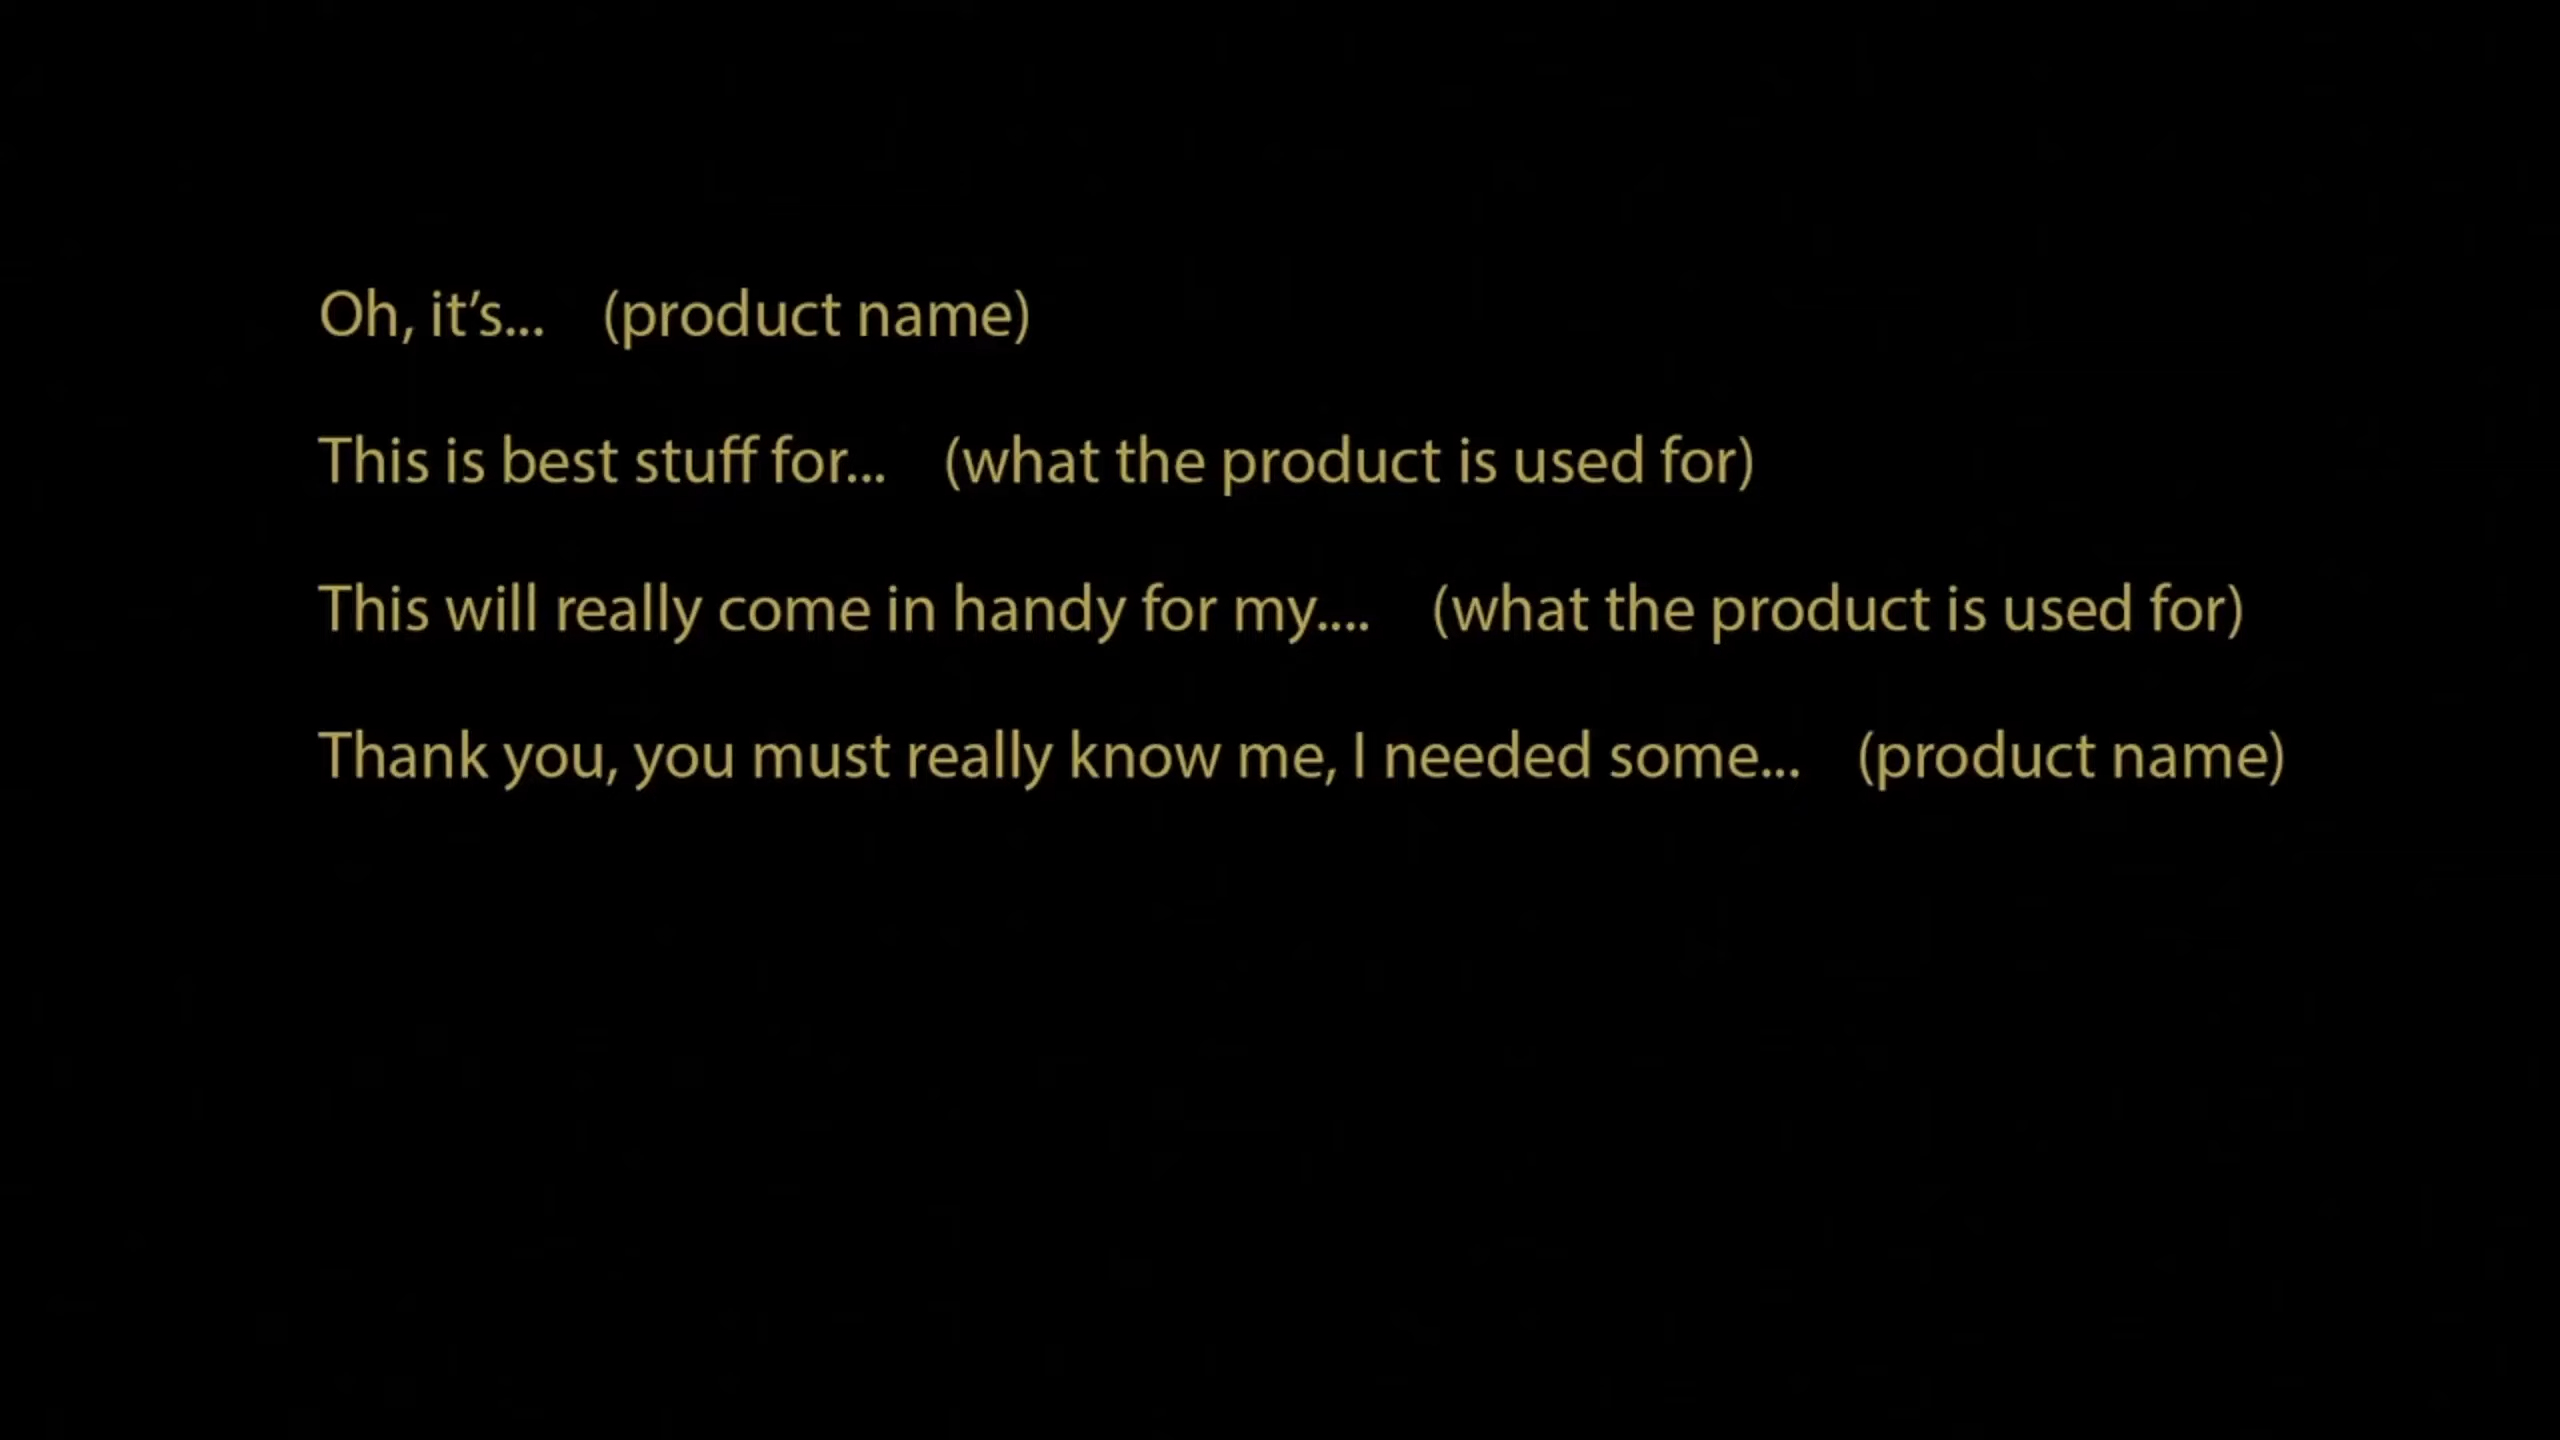 Oh, it’s... (product name)
This is best stuff for... (what the product is used for)
This will really come in handy for my.... (what the product is used for)
Thank you, you must really know me, I needed some... (product name)